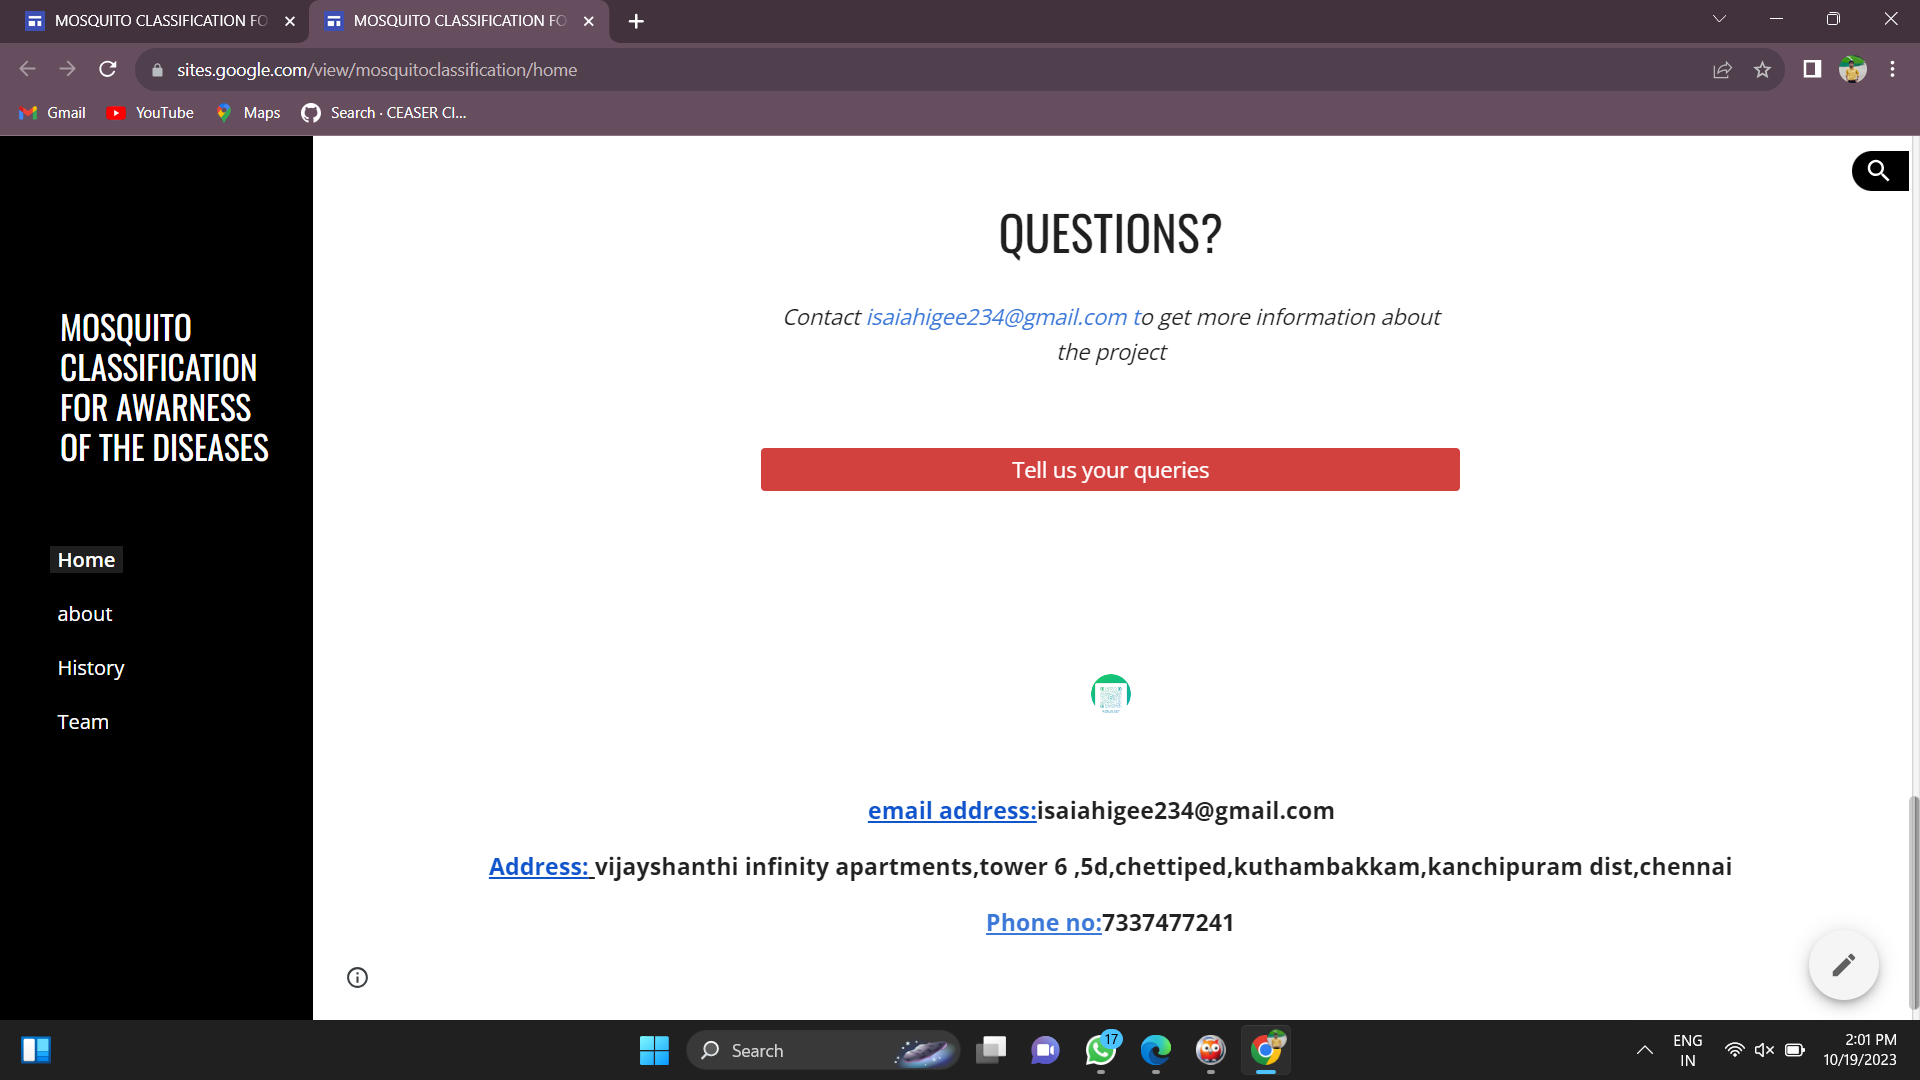 MOSQUITO CLASSIFICATION FO
MOSQUITO CLASSIFICATION FO
sites.google.com/view/mosquitoclassification/home
Gmail
YouTube
Maps
Search · CEASER CI...
MOSQUITO
CLASSIFICATION
FOR AWARNESS
OF THE DISEASES
Home
about
History
Team
QUESTIONS?
Contact isaiahigee234@gmail.com to get more information about
the project
Tell us your queries
email address:isaiahigee234@gmail.com
Address: vijayshanthi infinity apartments,tower 6 ,5d,chettiped,kuthambakkam,kanchipuram dist,chennai
Phone no:7337477241
Search
17
ENG
IN
2:01 PM
10/19/2023